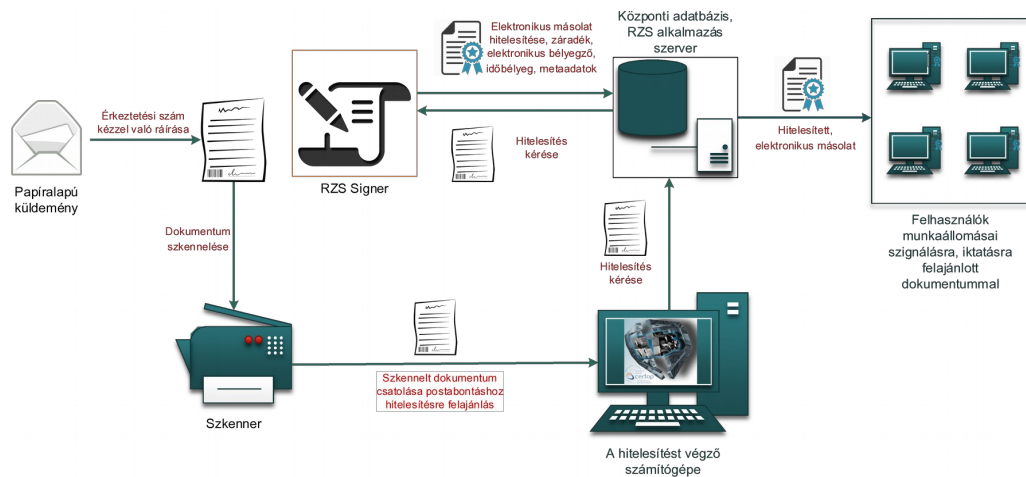 Elektronikus másolat
hitelesítése, záradék,
elektronikus bélyegző,
időbélyeg, metaadatok
Központi adatbázis,
RZS alkalmazás
szerver
Érkeztetési szám
kézzel való ráírása
Hitelesítés
kérése
Hitelesített,
elektronikus másolat
Papíralapú
küldemény
RZS Signer
Dokumentum
szkennelése
Hitelesítés
kérése
Felhasználók
munkaállomásai
szignálásra, iktatásra
felajánlott
dokumentummal
Szkennelt dokumentum
csatolása postabontáshoz
hitelesítésre felajánlás
certop
Szkenner
A hitelesítést végző
számítógépe